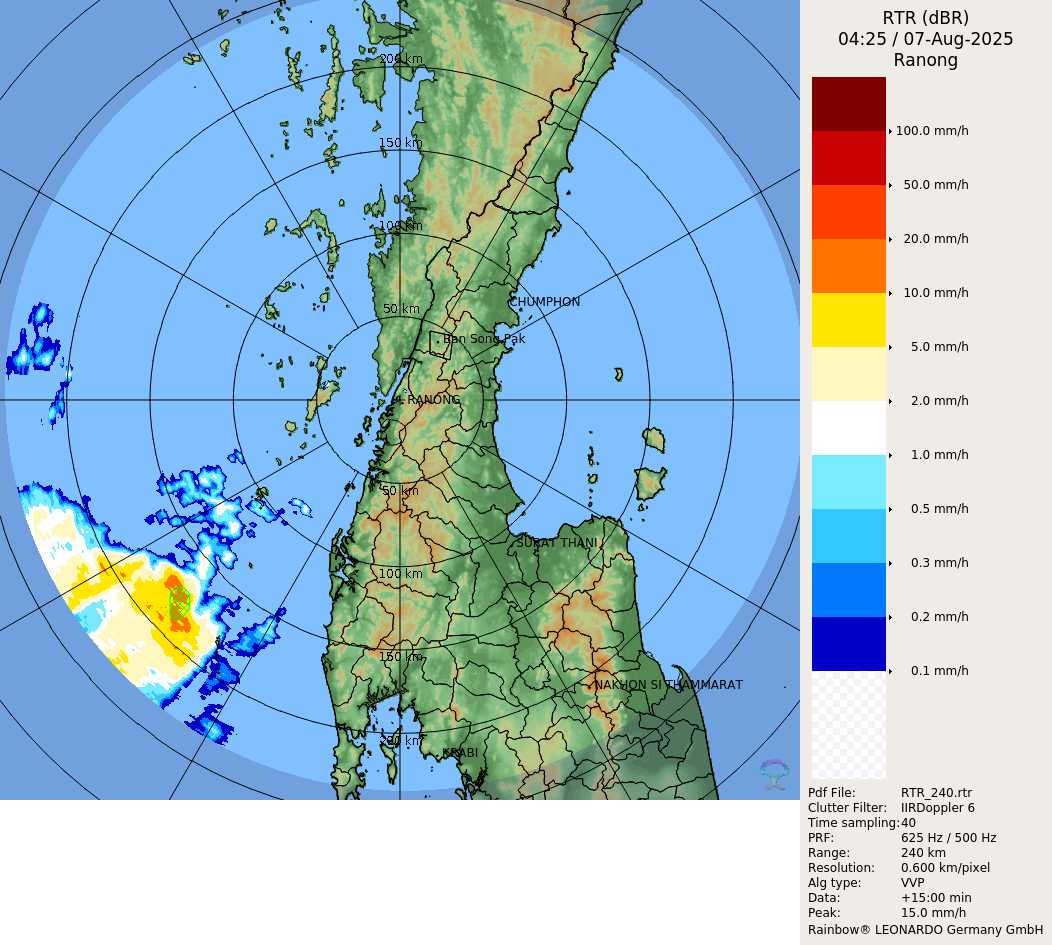 RTR (dBR)
04:25 / 07-Aug-2025
Ranong
100.0 mm/h
50.0 mm/h
20.0 mm/h
10.0 mm/h
5.0 mm/h
2.0 mm/h
1.0 mm/h
0.5 mm/h
0.3 mm/h
0.2 mm/h
0.1 mm/h
200 km
150 km
100 km
50 km
CHUMPHON
Ban Song Pak
RANONG
50 km
SURAT THANI
100 km
150 km
NAKHON SI THAMMARAT
200 km
KRABI
Pdf File: RTR_240.rtr
Clutter Filter: IIRDoppler 6
Time sampling: 40
PRF: 625 Hz / 500 Hz
Range: 240 km
Resolution: 0.600 km/pixel
Alg type: VVP
Data: +15:00 min
Peak: 15.0 mm/h
Rainbow® LEONARDO Germany GmbH